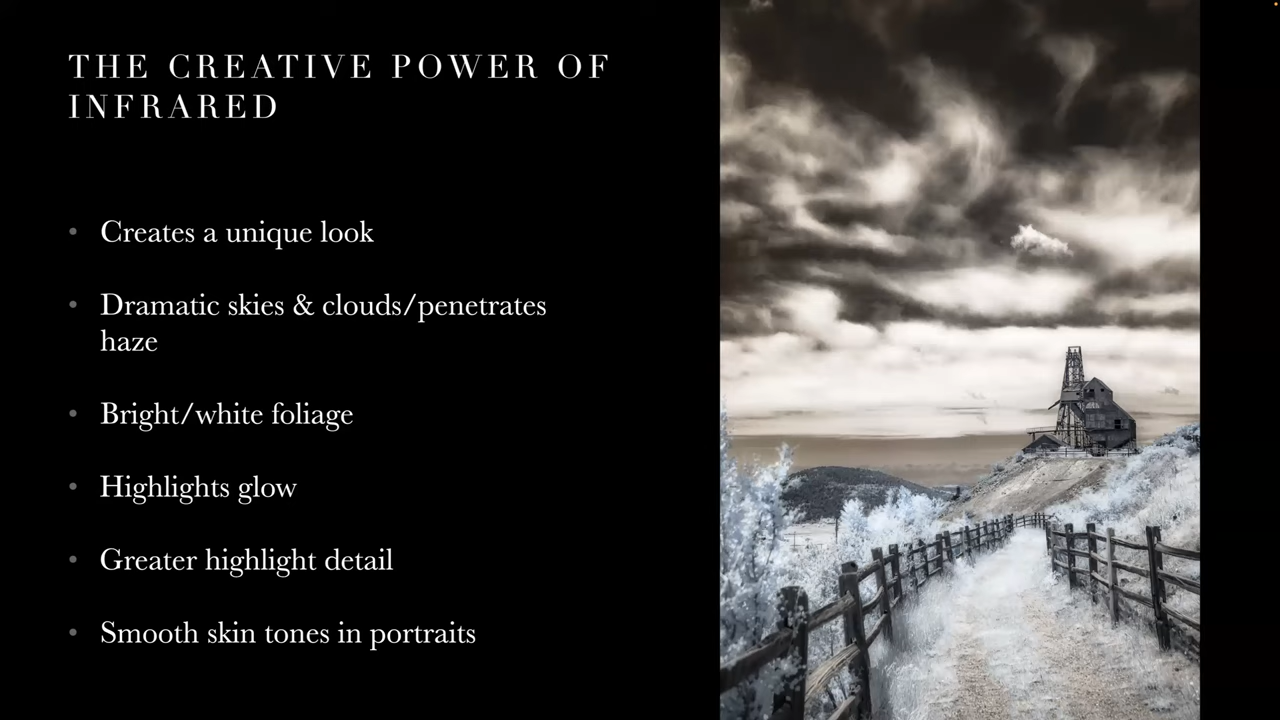 THE CREATIVE POWER OF
INFRARED
• Creates a unique look
• Dramatic skies & clouds/penetrates
haze
• Bright/white foliage
• Highlights glow
• Greater highlight detail
• Smooth skin tones in portraits